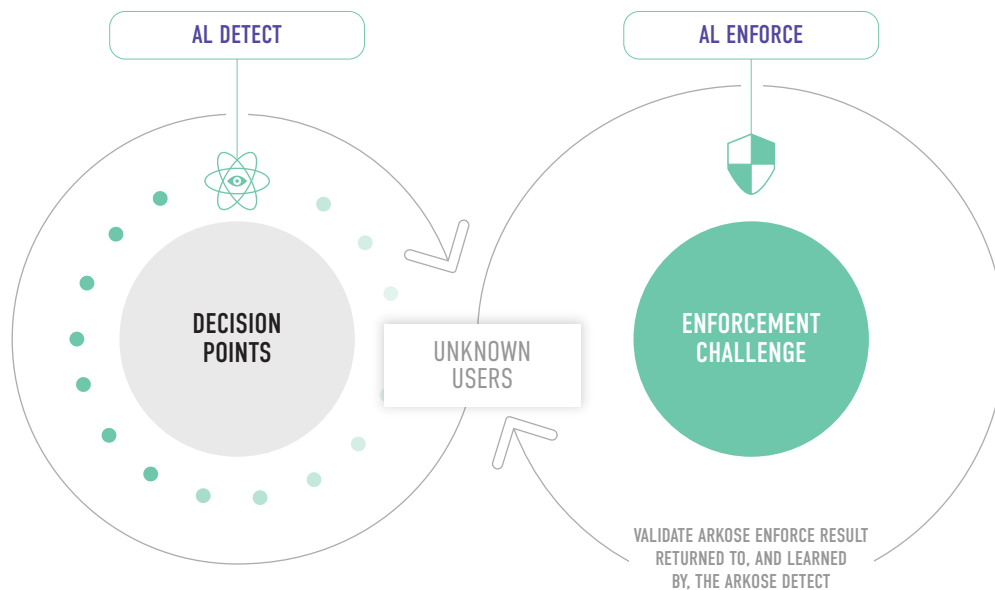 AL DETECT
AL ENFORCE
DECISION
POINTS
UNKNOWN
USERS
ENFORCEMENT
CHALLENGE
VALIDATE ARKOSE ENFORCE RESULT
RETURNED TO, AND LEARNED
BY, THE ARKOSE DETECT